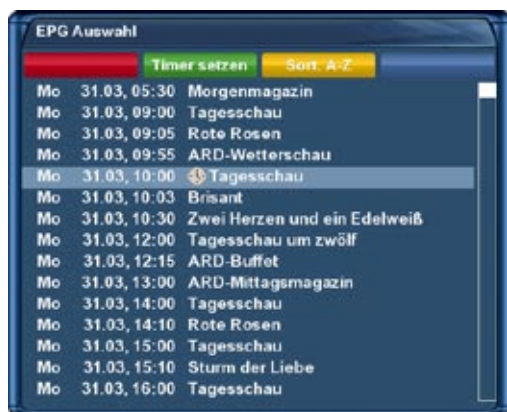 EPG Auswahl
Timer setzen Sort. A-Z
Mo 31.03, 05:30 Morgenmagazin
Mo 31.03, 09:00 Tagesschau
Mo 31.03, 09:05 Rote Rosen
Mo 31.03, 09:55 ARD-Wetterschau
Mo 31.03, 10:00 Tagesschau
Mo 31.03, 10:03 Brisant
Mo 31.03, 10:30 Zwei Herzen und ein Edelweiß
Mo 31.03, 12:00 Tagesschau um zwölf
Mo 31.03, 12:15 ARD-Buffet
Mo 31.03, 13:00 ARD-Mittagsmagazin
Mo 31.03, 14:00 Tagesschau
Mo 31.03, 14:10 Rote Rosen
Mo 31.03, 15:00 Tagesschau
Mo 31.03, 15:10 Sturm der Liebe
Mo 31.03, 16:00 Tagesschau